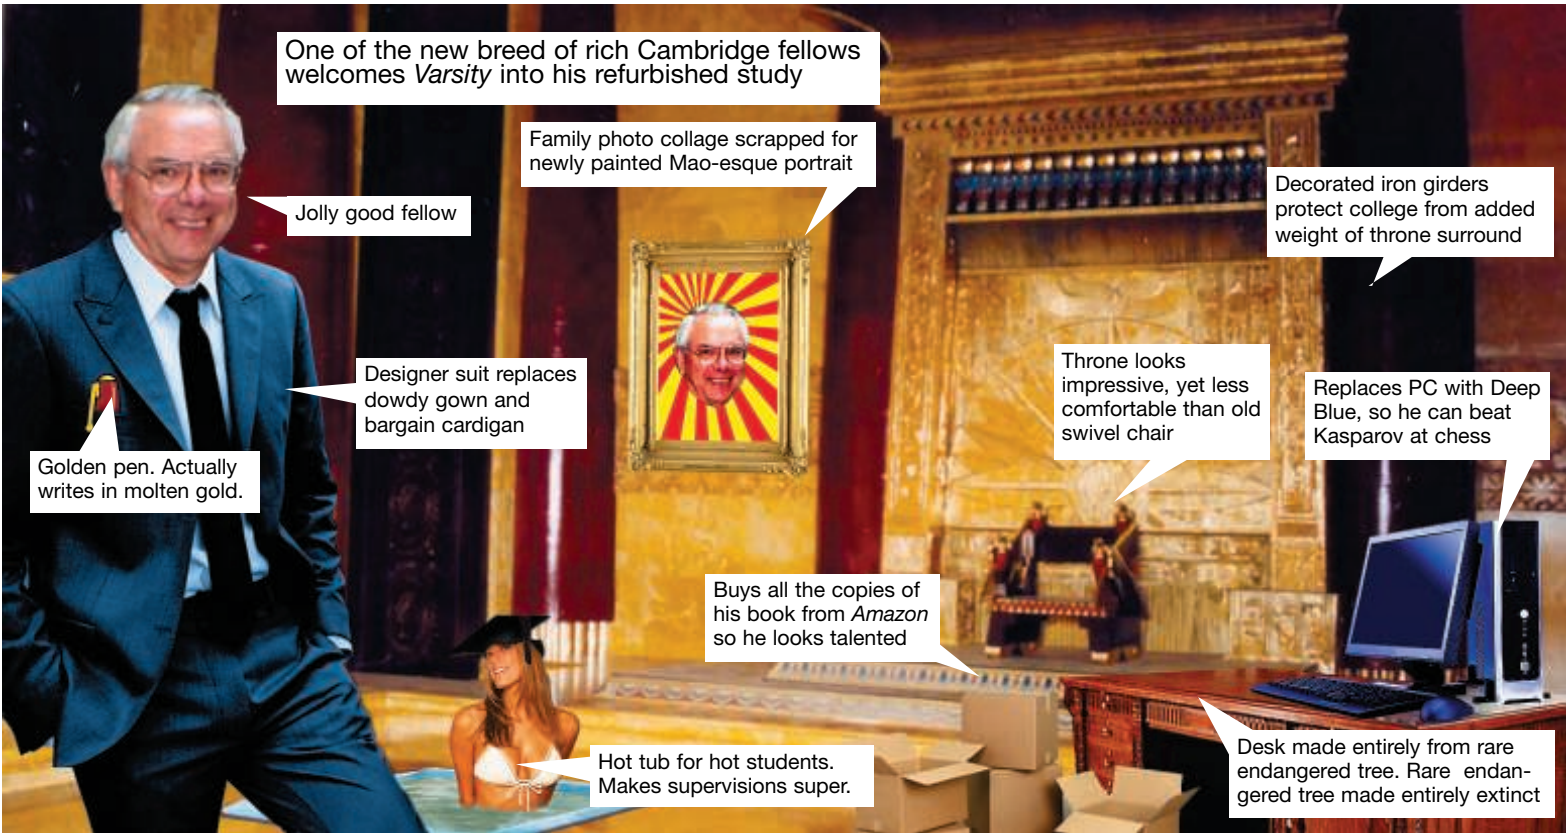 One of the new breed of rich Cambridge fellows
welcomes Varsity into his refurbished study
Family photo collage scrapped for
newly painted Mao-esque portrait
Decorated iron girders
protect college from added
weight of throne surround
Jolly good fellow
Throne looks
impressive, yet less
comfortable than old
swivel chair
Designer suit replaces
dowdy gown and
bargain cardigan
Replaces PC with Deep
Blue, so he can beat
Kasparov at chess
Golden pen. Actually
writes in molten gold.
Buys all the copies of
his book from Amazon
so he looks talented
Hot tub for hot students.
Makes supervisions super.
Desk made entirely from rare
endangered tree. Rare endan-
gered tree made entirely extinct